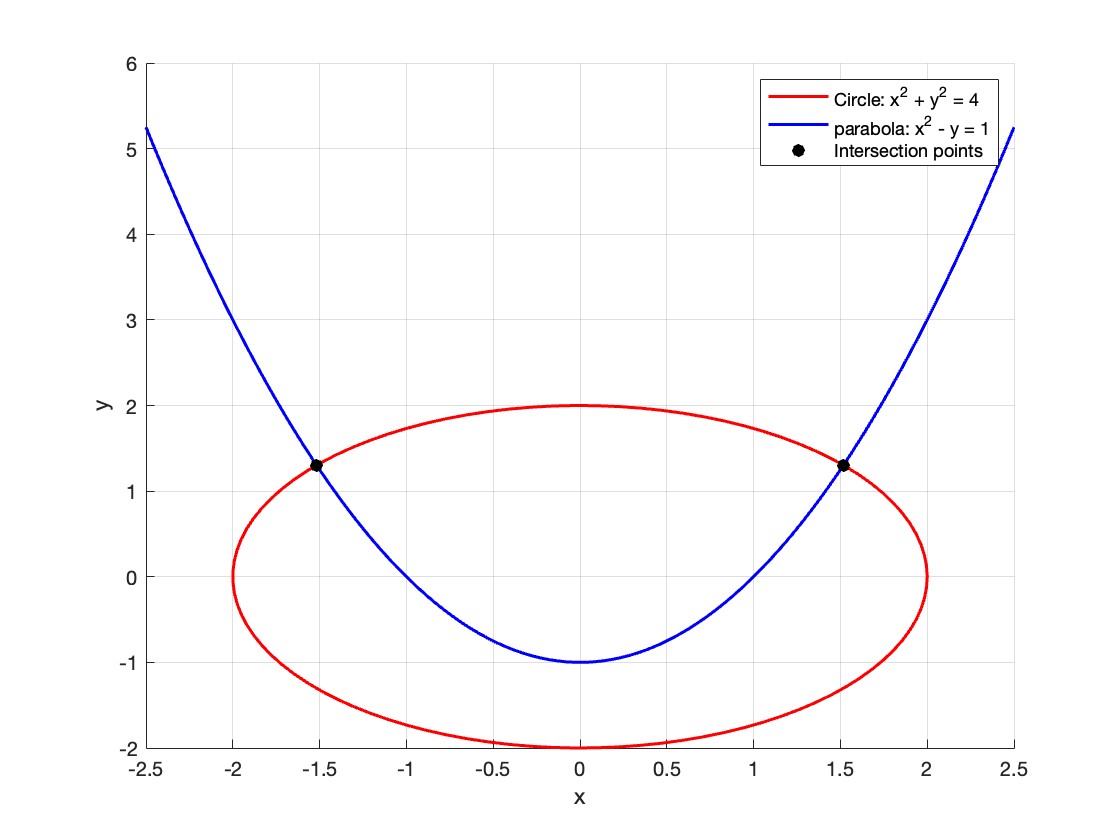 Circle: x² + y² = 4
parabola: x² - y = 1
Intersection points
6
5
4
3
2
1
0
-1
-2
y
-2.5 -2 -1.5 -1 -0.5 0 0.5 1 1.5 2 2.5
x